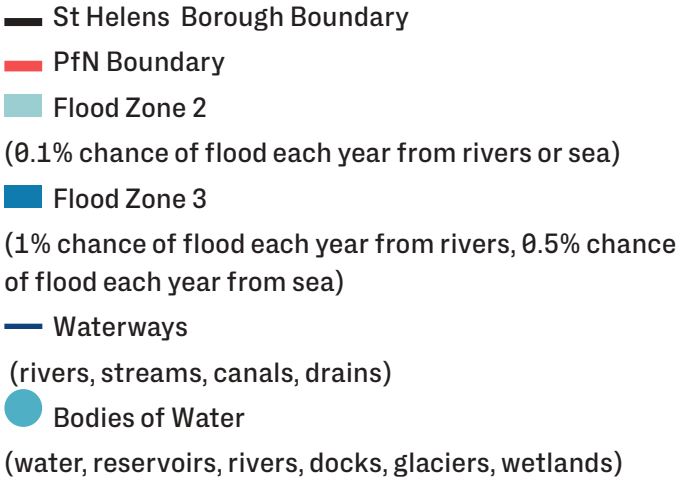 St Helens Borough Boundary
PfN Boundary
Flood Zone 2
(0.1% chance of flood each year from rivers or sea)
Flood Zone 3
(1% chance of flood each year from rivers, 0.5% chance
of flood each year from sea)
Waterways
(rivers, streams, canals, drains)
Bodies of Water
(water, reservoirs, rivers, docks, glaciers, wetlands)